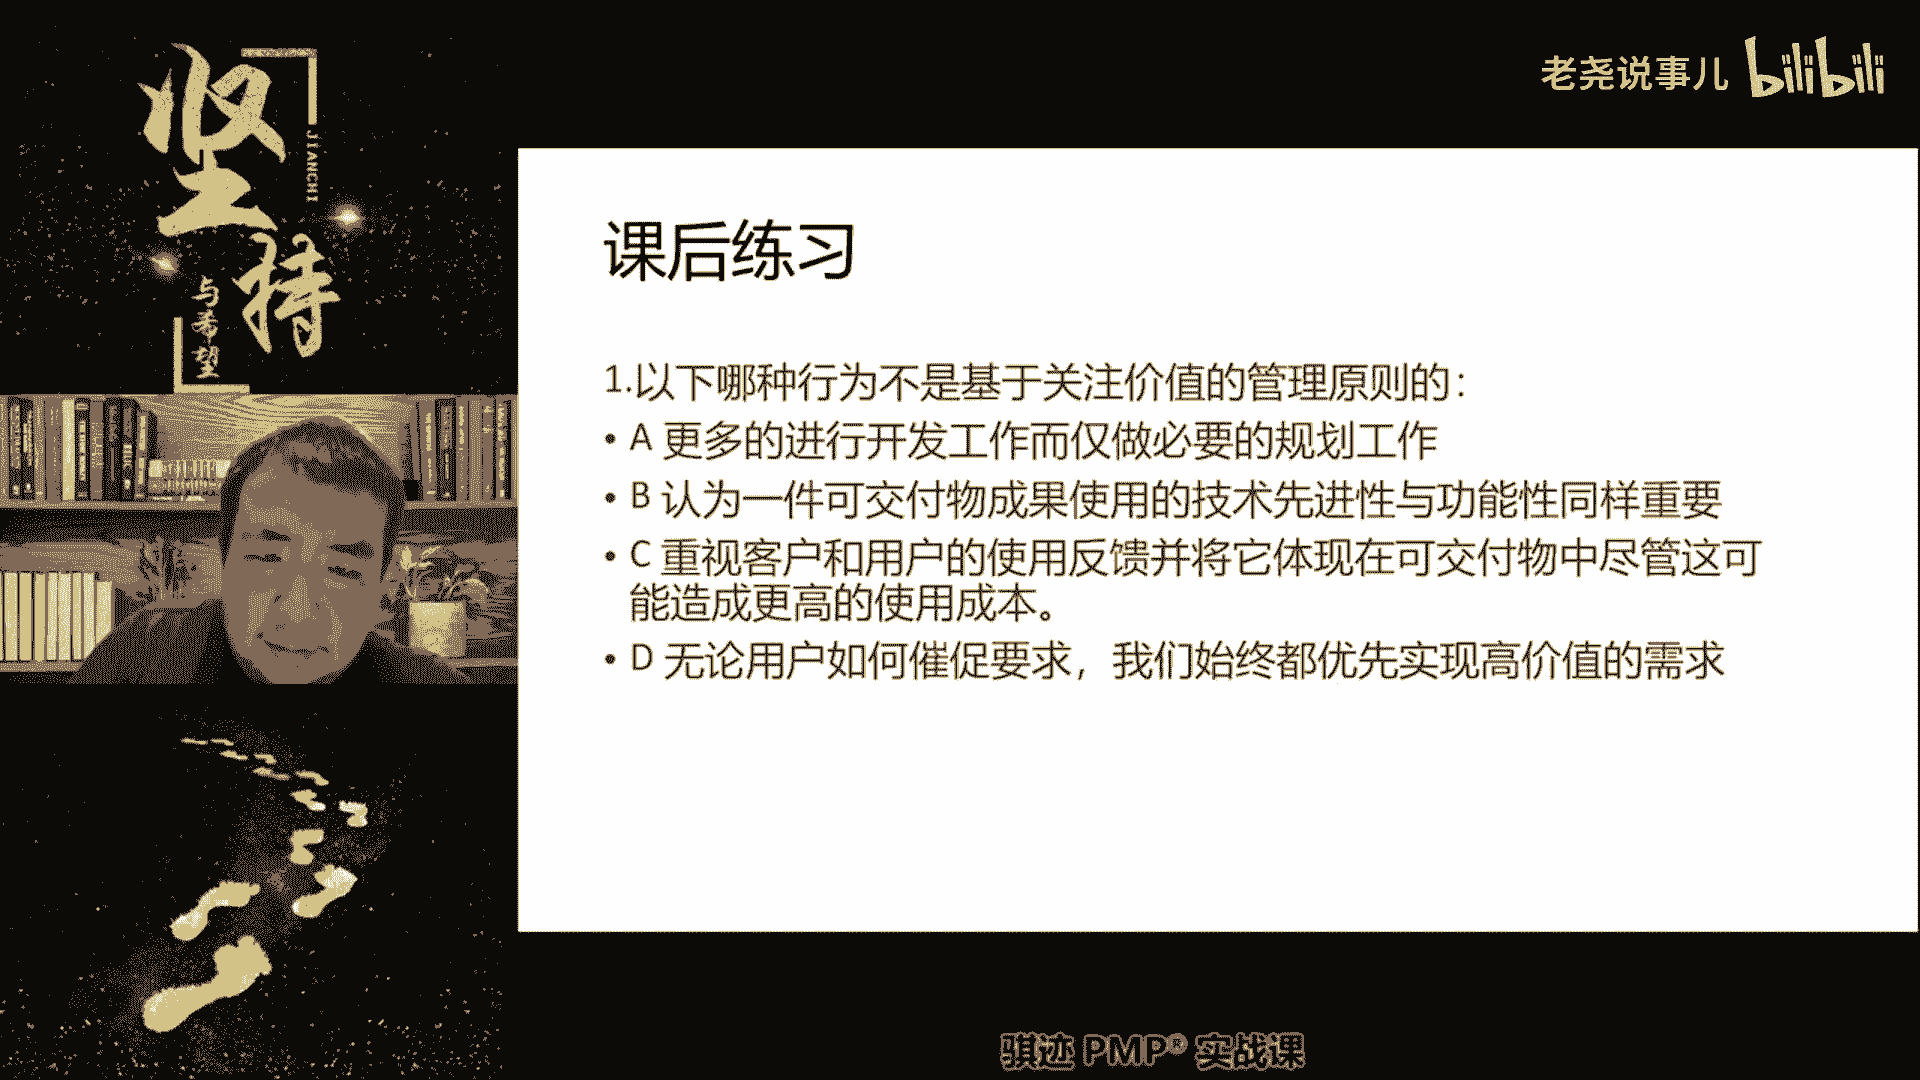 坚持
JIANCHI
与希望
老尧说事儿 bilibili
课后练习
1.以下哪种行为不是基于关注价值的管理原则的：
• A 更多的进行开发工作而仅做必要的规划工作
• B 认为一件可交付物成果使用的技术先进性与功能性同样重要
• C 重视客户和用户的使用反馈并将它体现在可交付物中尽管这可
能造成更高的使用成本。
• D 无论用户如何催促要求，我们始终都优先实现高价值的需求
骐迹 PMP® 实战课